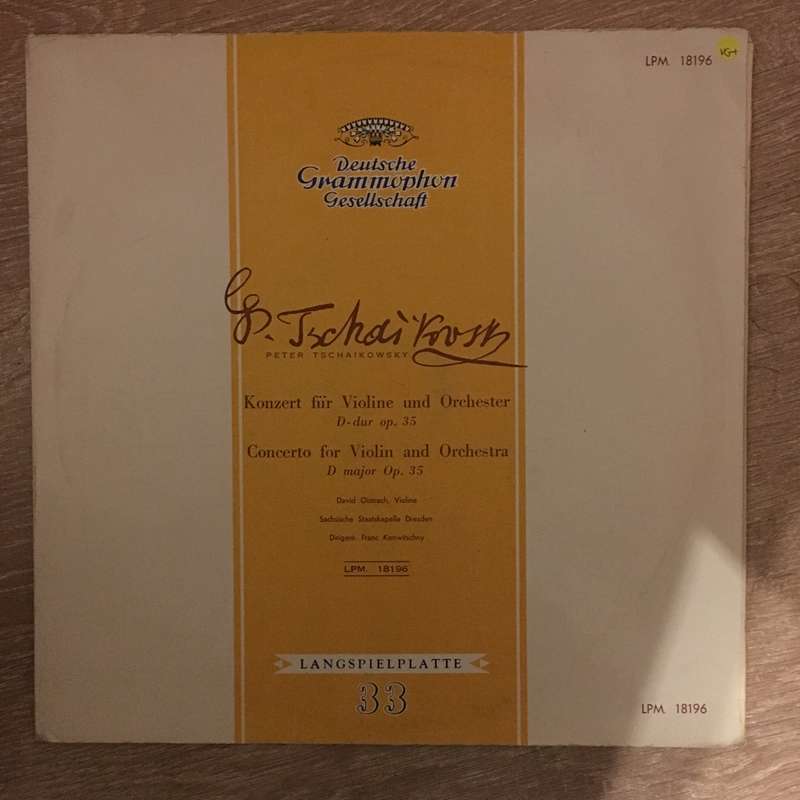 LPM. 18196
VG+
Deutsche
Grammophon
Gesellschaft
P. Tschaikovsky
PETER TSCHAIKOWSKY
Konzert für Violine und Orchester
D-dur op. 35
Concerto for Violin and Orchestra
D major Op. 35
David Oistrach, Violine
Sächsische Staatskapelle Dresden
Dirigent: Franz Konwitschny
LPM. 18196
LANGSPIELPLATTE
33
LPM. 18196